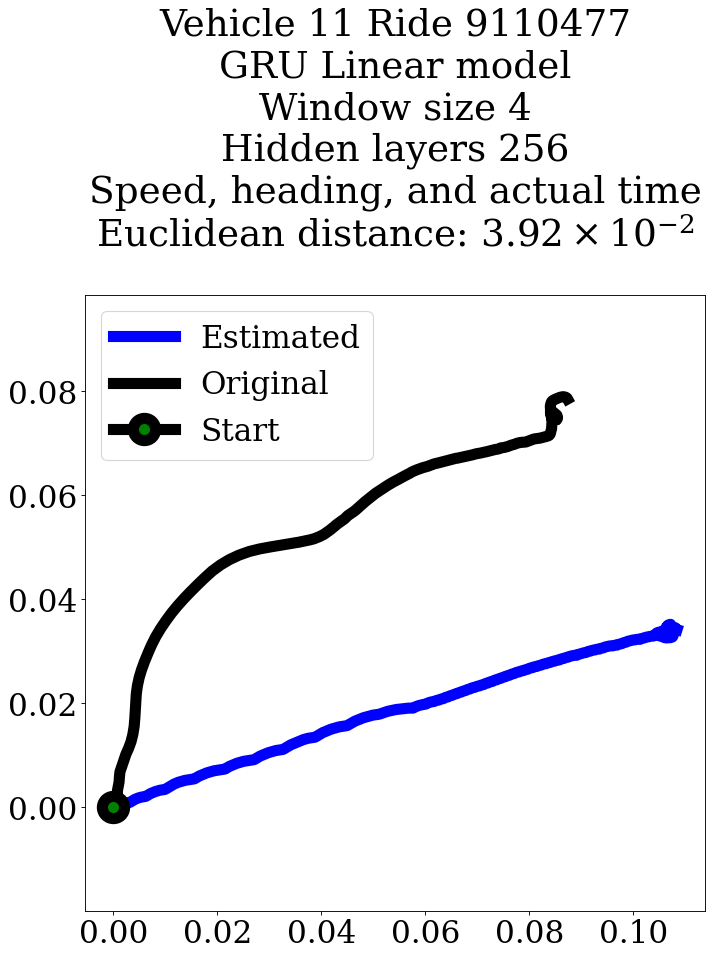 Vehicle 11 Ride 9110477
GRU Linear model
Window size 4
Hidden layers 256
Speed, heading, and actual time
Euclidean distance: 3.92 × 10⁻²
Estimated
Original
Start
0.08
0.06
0.04
0.02
0.00
0.00 0.02 0.04 0.06 0.08 0.10